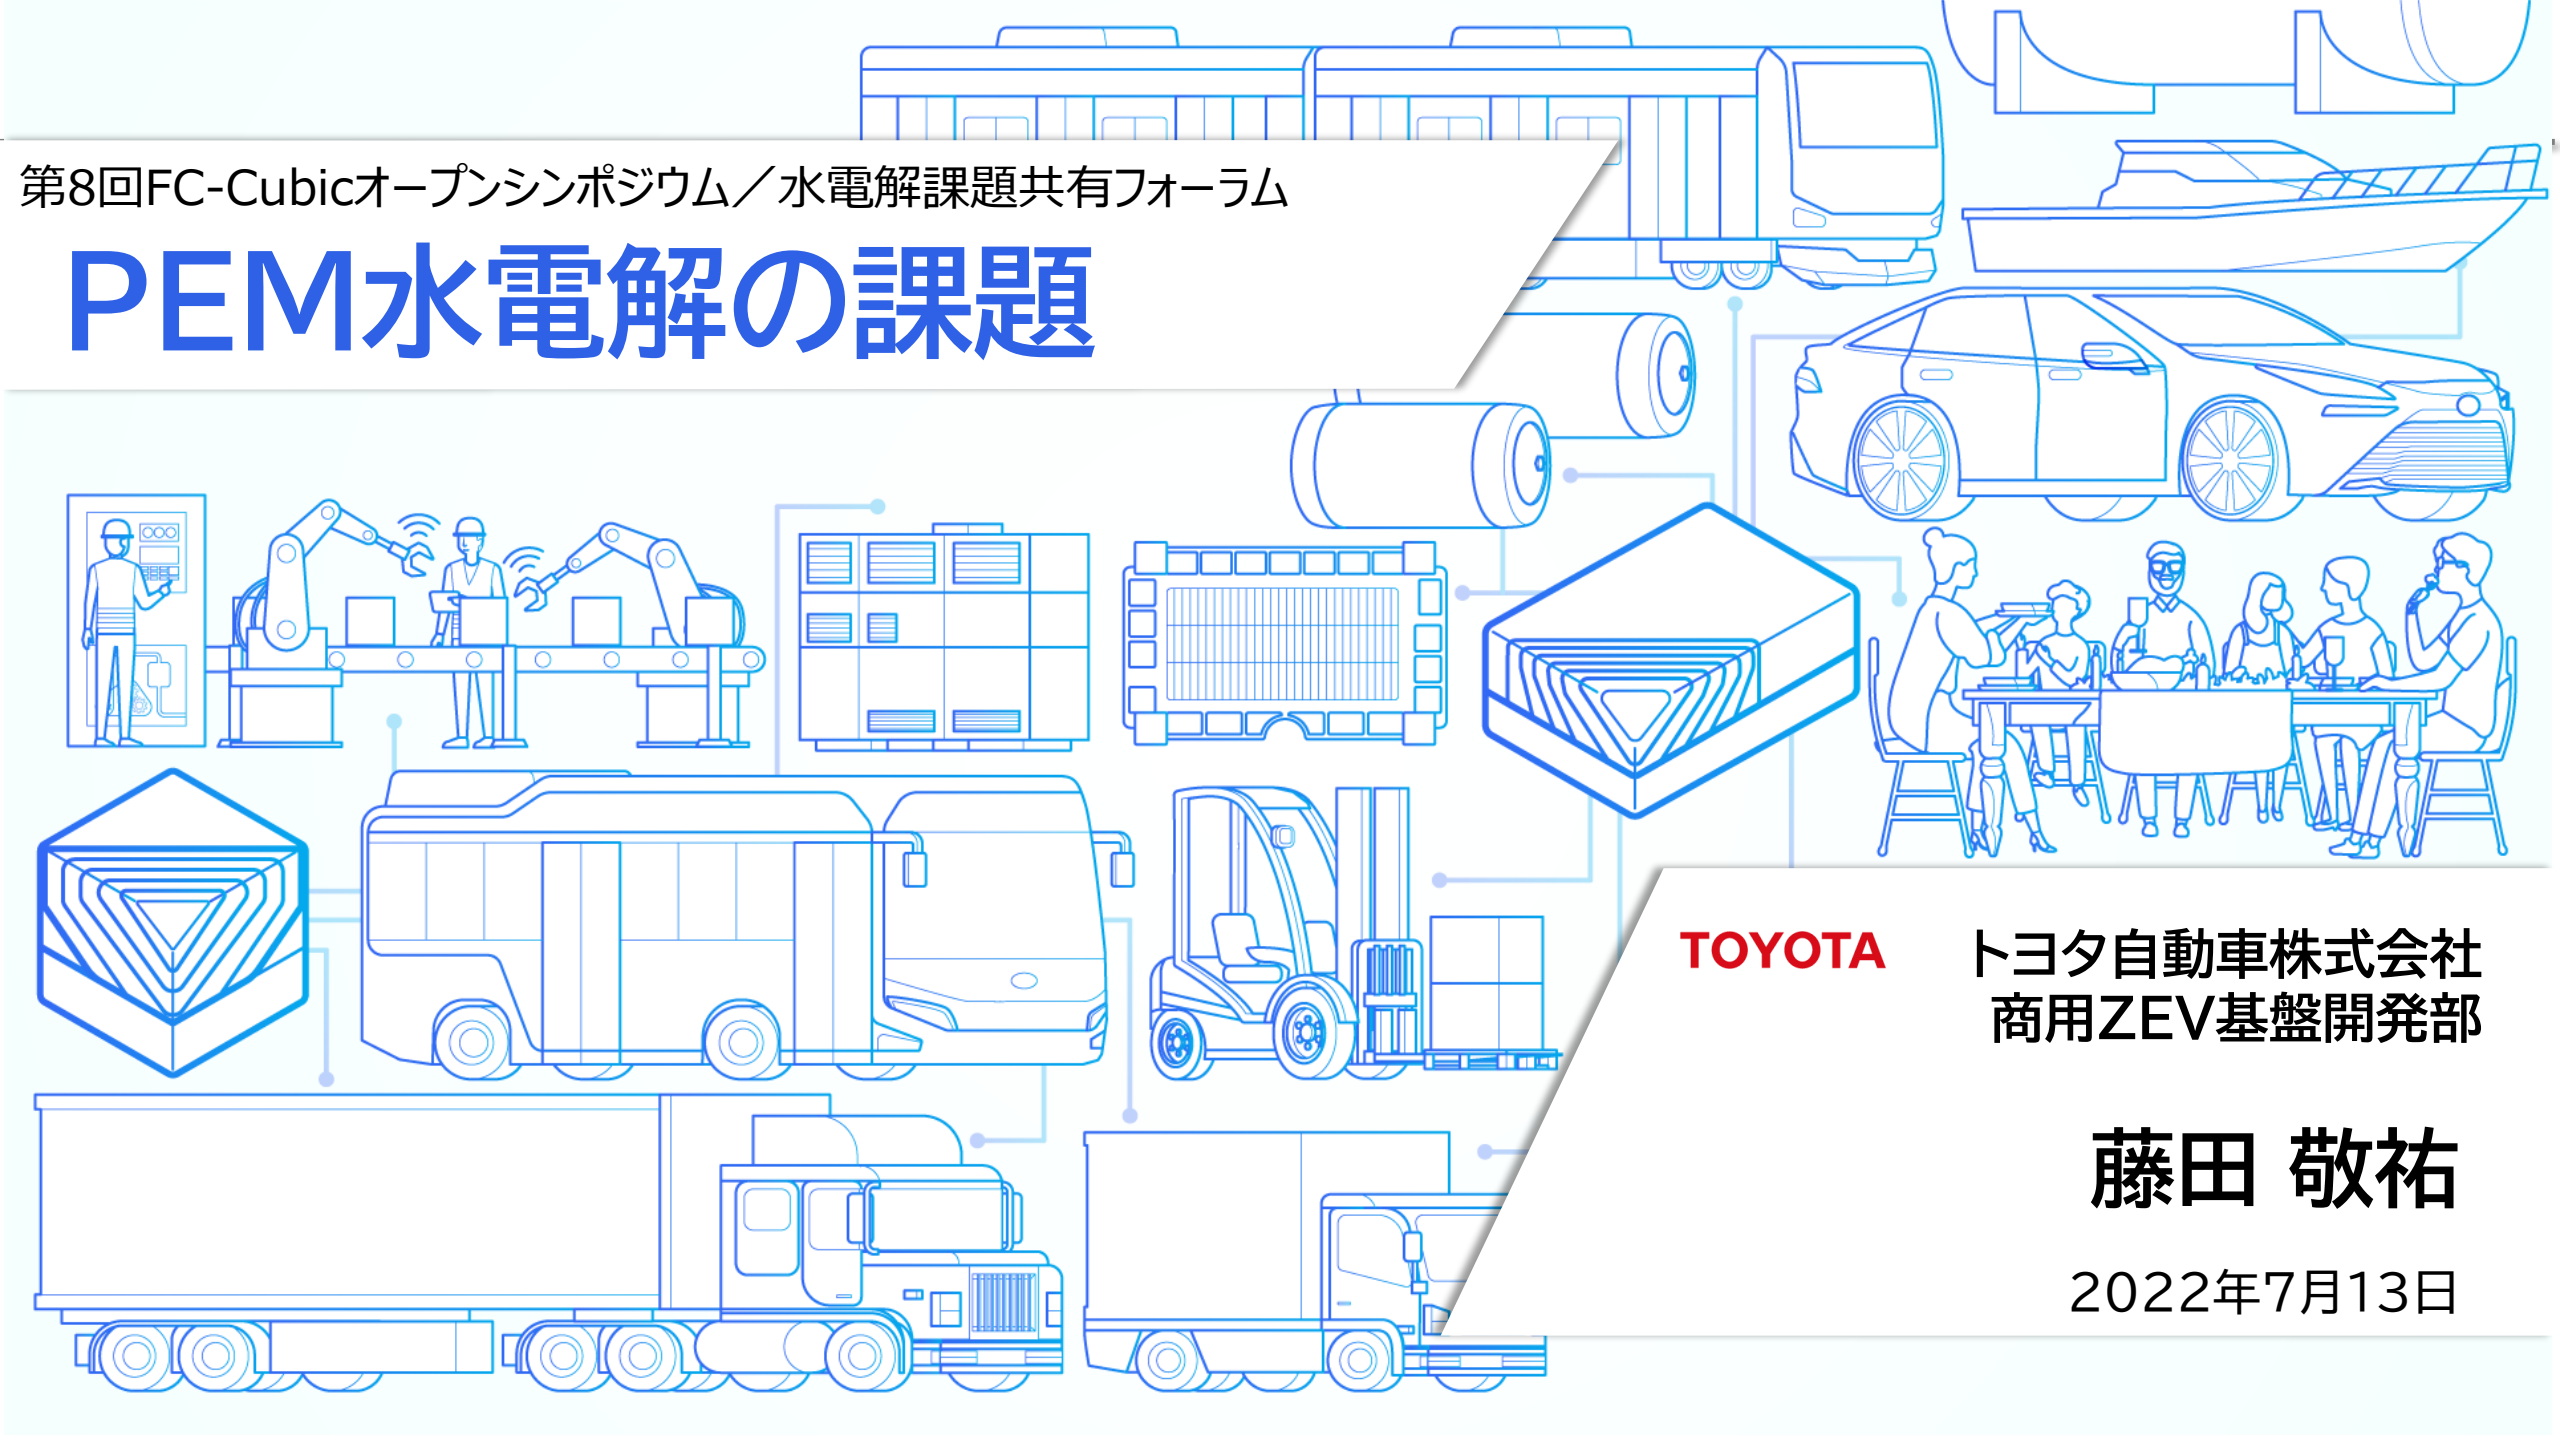 第8回FC-Cubicオープンシンポジウム／水電解課題共有フォーラム
PEM水電解の課題
TOYOTA
トヨタ自動車株式会社
商用ZEV基盤開発部
藤田 敬祐
2022年7月13日